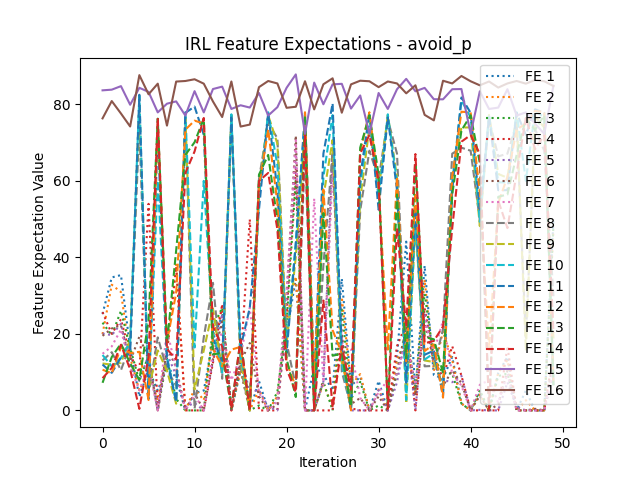 IRL Feature Expectations - avoid_p
Feature Expectation Value
80
60
40
20
0
0 10 20 30 40 50
Iteration
FE 1
FE 2
FE 3
FE 4
FE 5
FE 6
FE 7
FE 8
FE 9
FE 10
FE 11
FE 12
FE 13
FE 14
FE 15
FE 16